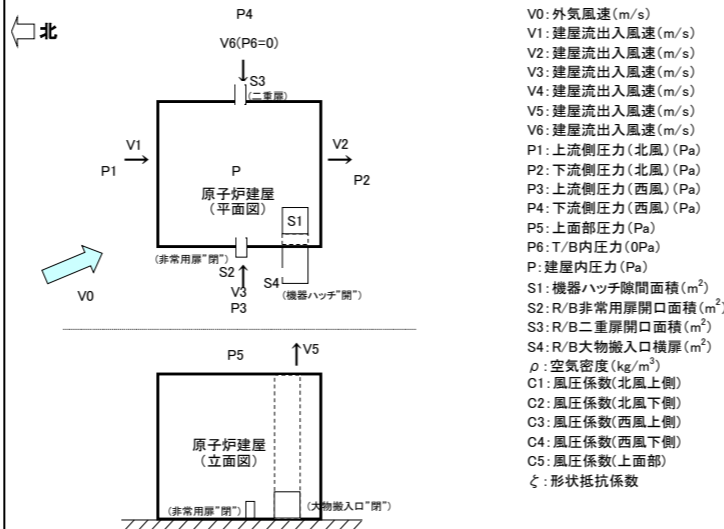 P4
北
V6(P6=0)
S3
(二重扉)
V1
P1
V2
P2
P
原子炉建屋
(平面図)
S1
(非常用扉"閉")
S2
V3
P3
S4
(機器ハッチ"開")
V0
P5
V5
原子炉建屋
(立面図)
(非常用扉"閉")
(大物搬入口"閉")
V0:外気風速(m/s)
V1:建屋流出入風速(m/s)
V2:建屋流出入風速(m/s)
V3:建屋流出入風速(m/s)
V4:建屋流出入風速(m/s)
V5:建屋流出入風速(m/s)
V6:建屋流出入風速(m/s)
P1:上流側圧力(北風)(Pa)
P2:下流側圧力(北風)(Pa)
P3:上流側圧力(西風)(Pa)
P4:下流側圧力(西風)(Pa)
P5:上面部圧力(Pa)
P6:T/B内圧力(0Pa)
P:建屋内圧力(Pa)
S1:機器ハッチ隙間面積(m²)
S2:R/B非常用扉開口面積(m²)
S3:R/B二重扉開口面積(m²)
S4:R/B大物搬入口横扉(m²)
ρ:空気密度(kg/m³)
C1:風圧係数(北風上側)
C2:風圧係数(北風下側)
C3:風圧係数(西風上側)
C4:風圧係数(西風下側)
C5:風圧係数(上面部)
ζ:形状抵抗係数